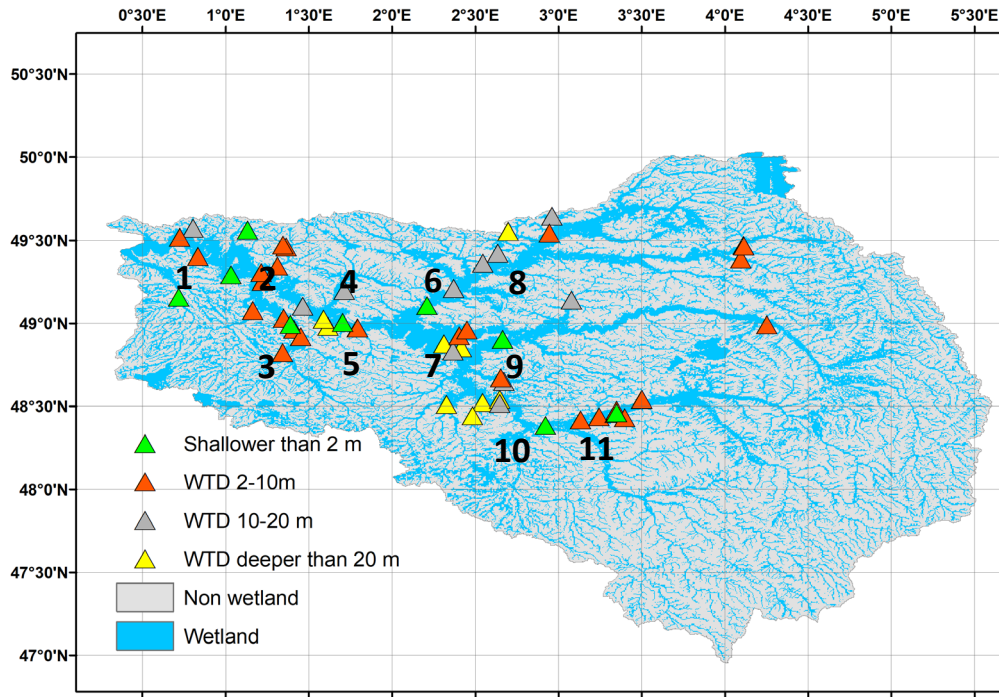 0°30'E 1°0'E 1°30'E 2°0'E 2°30'E 3°0'E 3°30'E 4°0'E 4°30'E 5°0'E 5°30'E
50°30'N
50°0'N
49°30'N
49°0'N
48°30'N
48°0'N
47°30'N
47°0'N
1 2 4 6 8
3 5 7 9
10 11
Shallower than 2 m
WTD 2-10m
WTD 10-20 m
WTD deeper than 20 m
Non wetland
Wetland